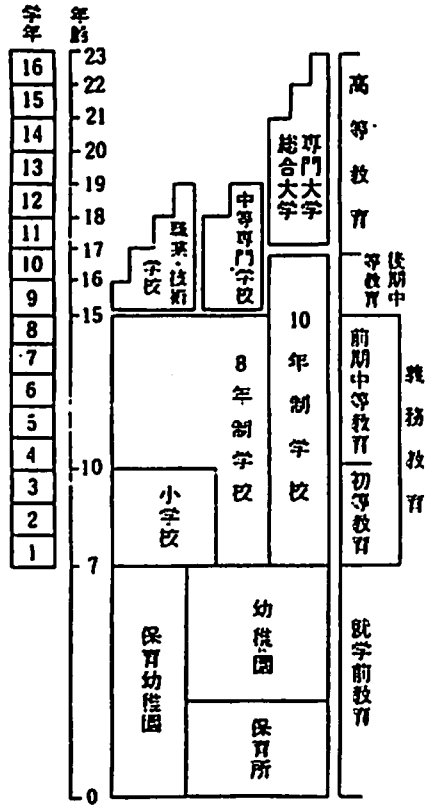 学年
年齢
16
15
14
13
12
11
10
9
8
7
6
5
4
3
2
1
23
22
21
20
19
18
17
16
15
10
7
0
職業・技術学校
中等専門学校
総合大学
専門大学
小学校
8年制学校
10年制学校
保育幼稚園
幼稚園
保育所
高等教育
後期中等教育
前期中等教育
初等教育
義務教育
就学前教育